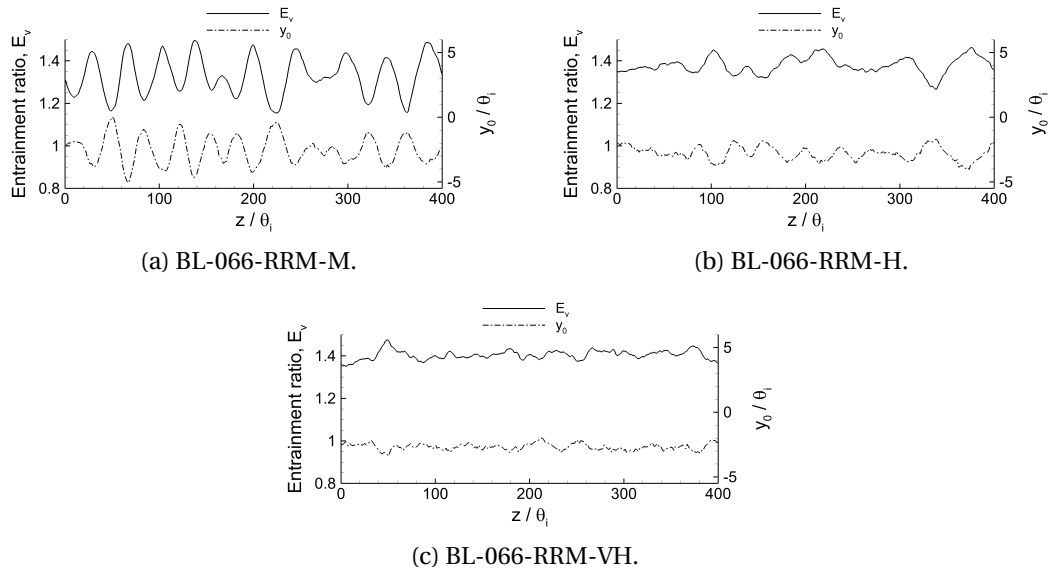 E_v
y_0
Entrainment ratio, E_v
1.4
1.2
1
0.8
5
0
-5
y_0 / θ_i
0 100 200 300 400
z / θ_i
(a) BL-066-RRM-M.
E_v
y_0
Entrainment ratio, E_v
1.4
1.2
1
0.8
5
0
-5
y_0 / θ_i
0 100 200 300 400
z / θ_i
(b) BL-066-RRM-H.
E_v
y_0
Entrainment ratio, E_v
1.4
1.2
1
0.8
5
0
-5
y_0 / θ_i
0 100 200 300 400
z / θ_i
(c) BL-066-RRM-VH.